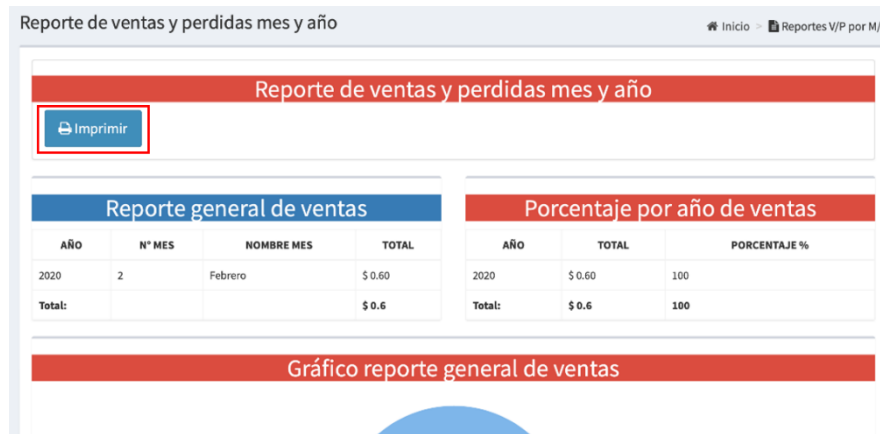 Reporte de ventas y perdidas mes y año
Inicio > Reportes V/P por M/
Reporte de ventas y perdidas mes y año
Imprimir
Reporte general de ventas
AÑO N° MES NOMBRE MES TOTAL
2020 2 Febrero $ 0.60
Total: $ 0.6
Porcentaje por año de ventas
AÑO TOTAL PORCENTAJE %
2020 $ 0.60 100
Total: $ 0.6 100
Gráfico reporte general de ventas